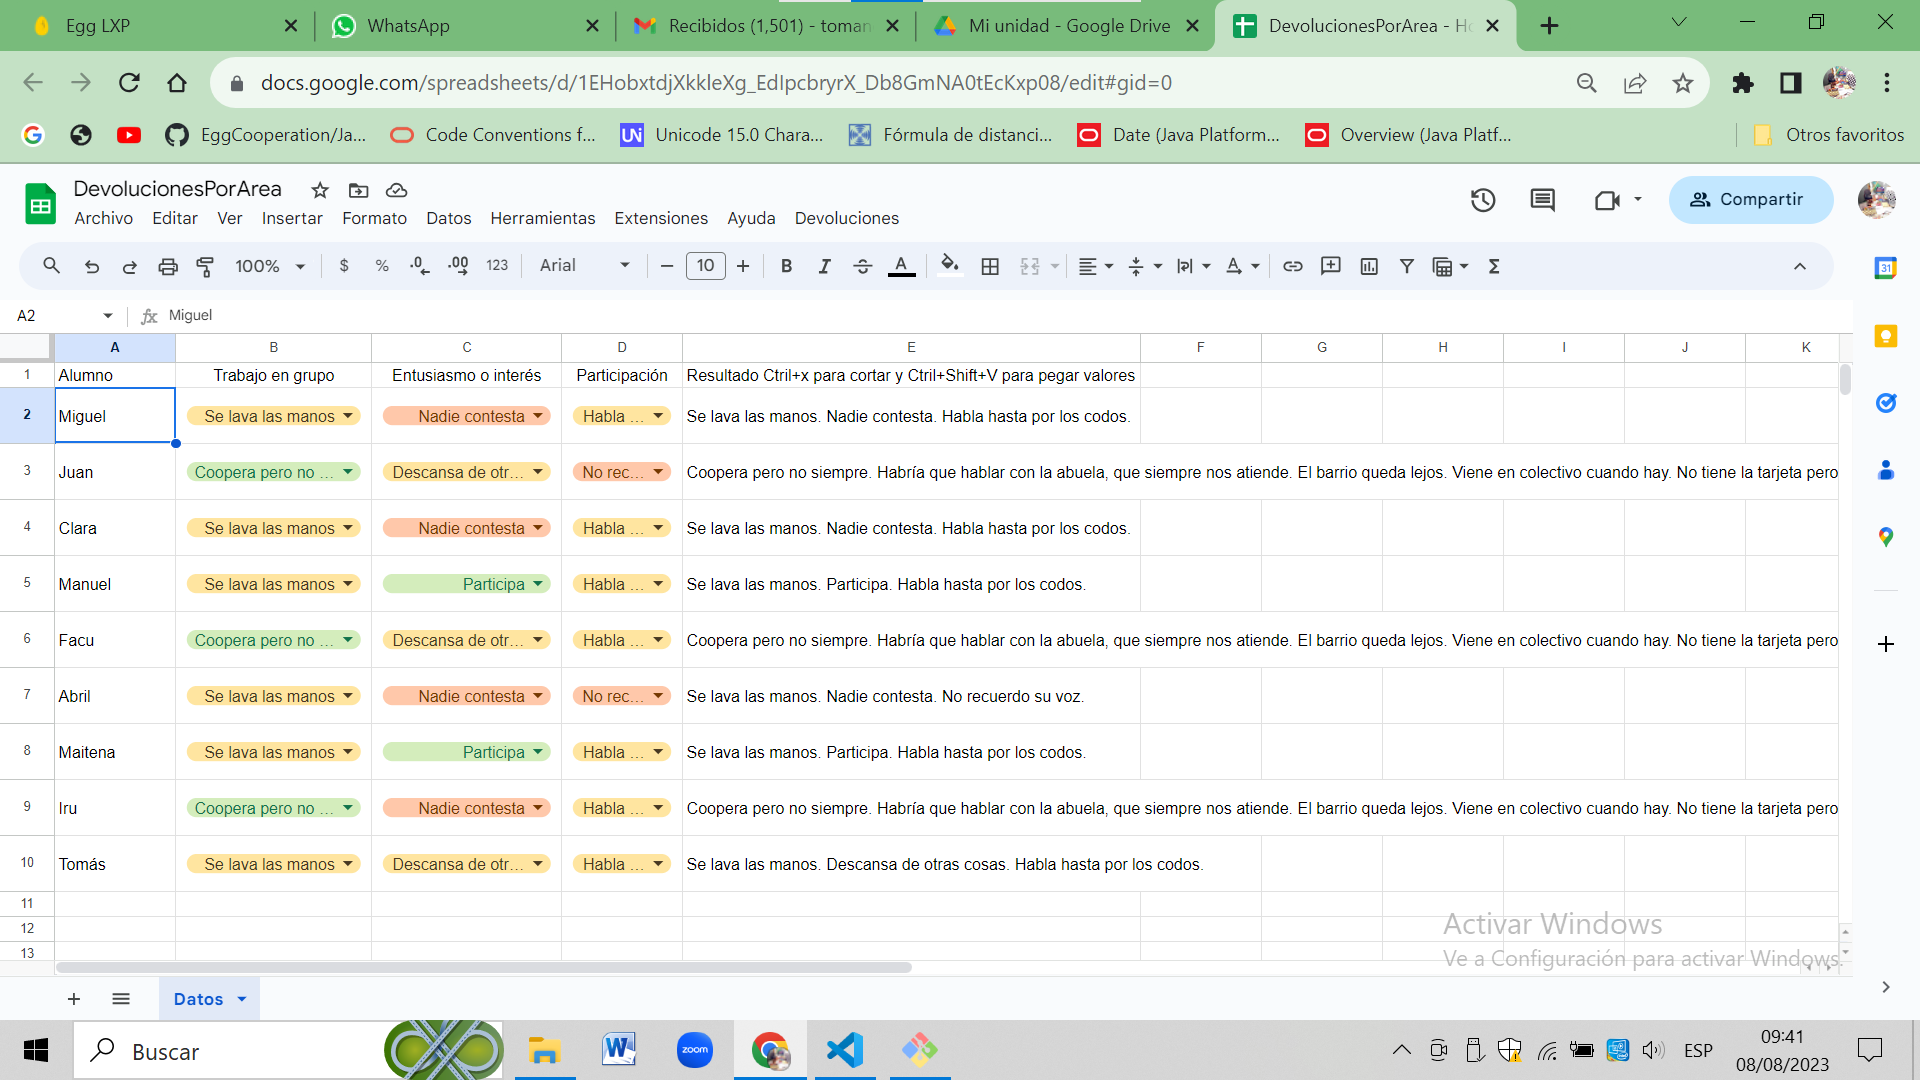 Egg LXP
WhatsApp
Recibidos (1,501) - toman
Mi unidad - Google Drive
DevolucionesPorArea - Ho
docs.google.com/spreadsheets/d/1EHobxtdjXkkleXg_EdIpcbryrX_Db8GmNA0tEcKxp08/edit#gid=0
EggCooperation/Ja...
Code Conventions f...
UNi Unicode 15.0 Chara...
Fórmula de distanci...
Date (Java Platform...
Overview (Java Platf...
Otros favoritos
DevolucionesPorArea
Archivo Editar Ver Insertar Formato Datos Herramientas Extensiones Ayuda Devoluciones
Compartir
100% $ % .0 .00 123 Arial 10 B I A A Σ
31
A2 fx Miguel
A B C D E F G H I J K
1 Alumno Trabajo en grupo Entusiasmo o interés Participación Resultado Ctril+x para cortar y Ctril+Shift+V para pegar valores
2 Miguel Se lava las manos Nadie contesta Habla ... Se lava las manos. Nadie contesta. Habla hasta por los codos.
3 Juan Coopera pero no ... Descansa de otr... No rec... Coopera pero no siempre. Habría que hablar con la abuela, que siempre nos atiende. El barrio queda lejos. Viene en colectivo cuando hay. No tiene la tarjeta pero
4 Clara Se lava las manos Nadie contesta Habla ... Se lava las manos. Nadie contesta. Habla hasta por los codos.
5 Manuel Se lava las manos Participa Habla ... Se lava las manos. Participa. Habla hasta por los codos.
6 Facu Coopera pero no ... Descansa de otr... Habla ... Coopera pero no siempre. Habría que hablar con la abuela, que siempre nos atiende. El barrio queda lejos. Viene en colectivo cuando hay. No tiene la tarjeta pero
7 Abril Se lava las manos Nadie contesta No rec... Se lava las manos. Nadie contesta. No recuerdo su voz.
8 Maitena Se lava las manos Participa Habla ... Se lava las manos. Participa. Habla hasta por los codos.
9 Iru Coopera pero no ... Nadie contesta Habla ... Coopera pero no siempre. Habría que hablar con la abuela, que siempre nos atiende. El barrio queda lejos. Viene en colectivo cuando hay. No tiene la tarjeta pero
10 Tomás Se lava las manos Descansa de otr... Habla ... Se lava las manos. Descansa de otras cosas. Habla hasta por los codos.
11
12
13
Activar Windows
Ve a Configuración para activar Windows.
Datos
Buscar
W
zoom
ESP
09:41
08/08/2023